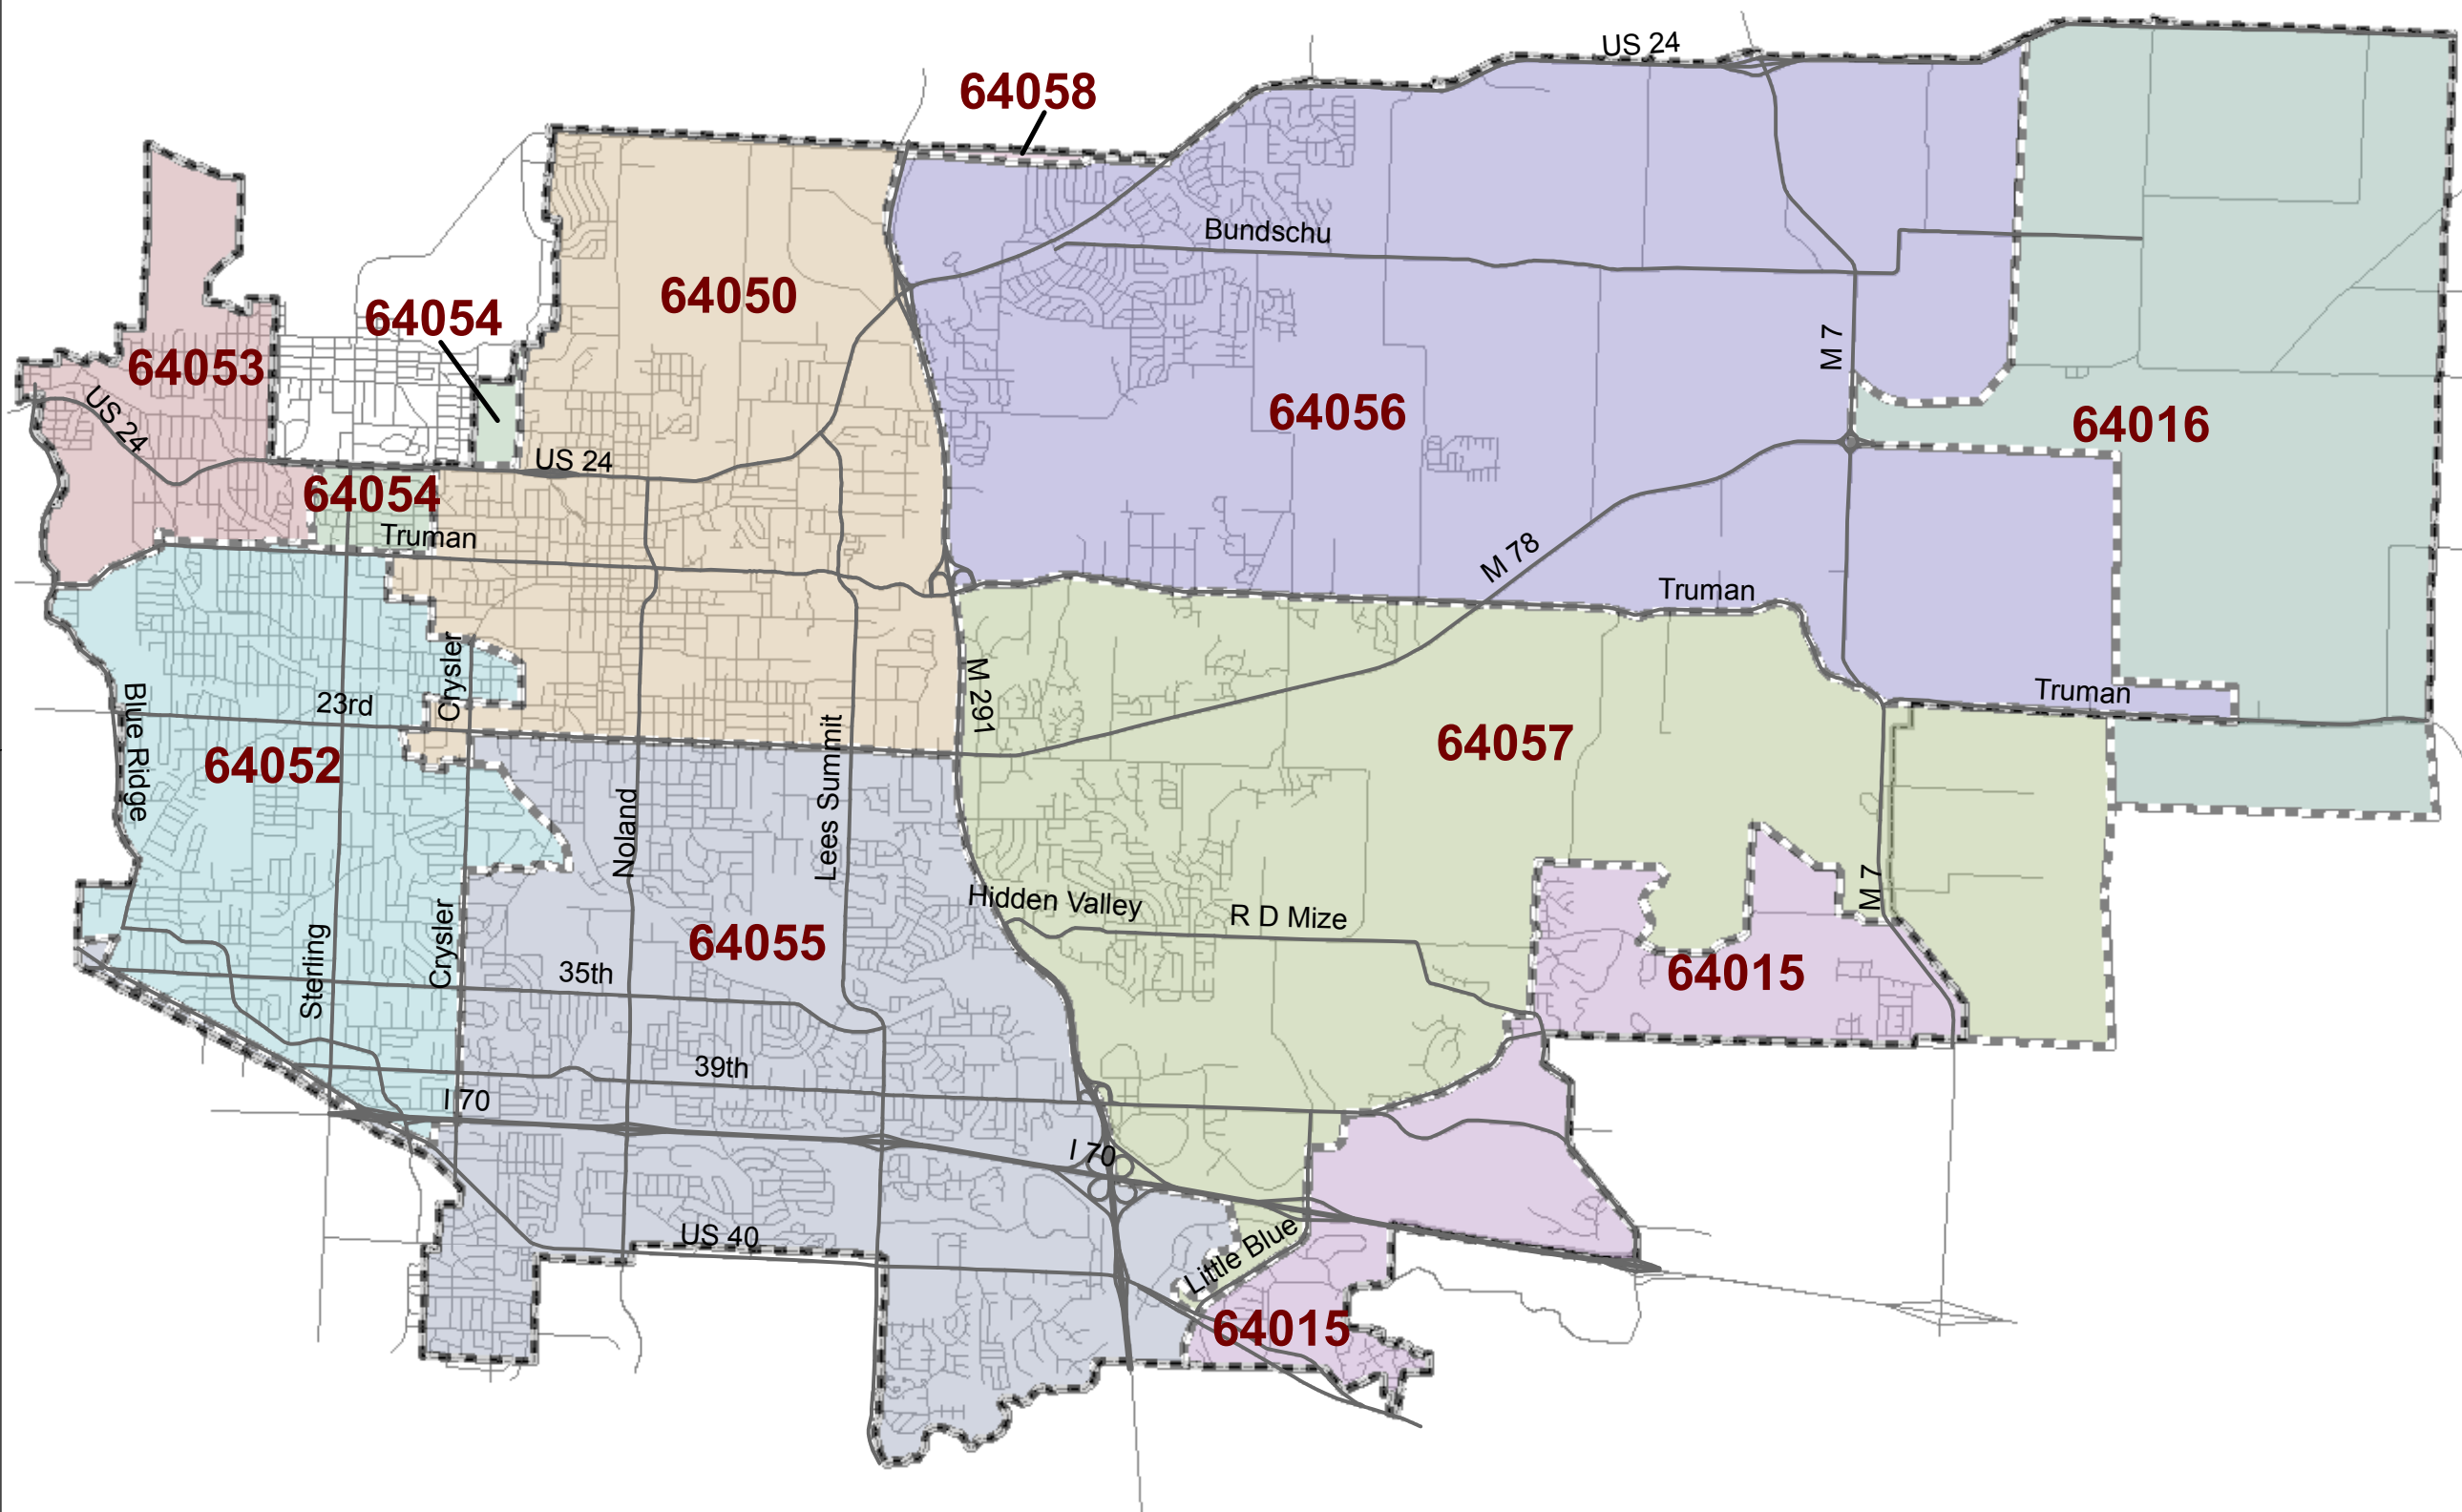 US 24
64058
Bundschu
64050
64054
64053
M 7
US 24
64056
64016
US 24
64054
Truman
M 78
Truman
Crysler
M 291
Truman
Blue Ridge
23rd
64052
Lees Summit
64057
Noland
M 7
Hidden Valley
R D Mize
64055
Crysler
Sterling
35th
64015
39th
I 70
I 70
US 40
Little Blue
64015